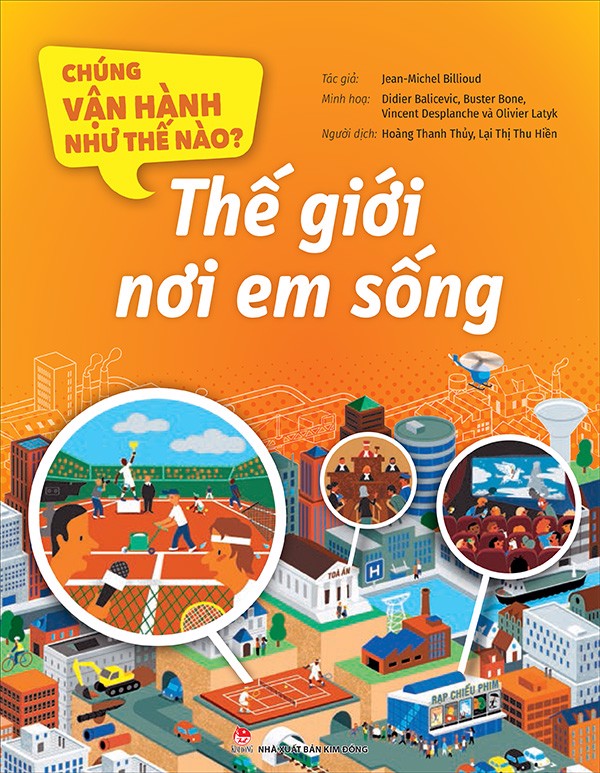 CHÚNG
VẬN HÀNH
NHƯ THẾ NÀO?
Tác giả: Jean-Michel Billioud
Minh hoạ: Didier Balicevic, Buster Bone,
Vincent Desplanche và Olivier Latyk
Người dịch: Hoàng Thanh Thủy, Lại Thị Thu Hiền
Thế giới
nơi em sống
TOÀ ÁN
H
RẠP CHIẾU PHIM
KIM ĐỒNG
NHÀ XUẤT BẢN KIM ĐỒNG